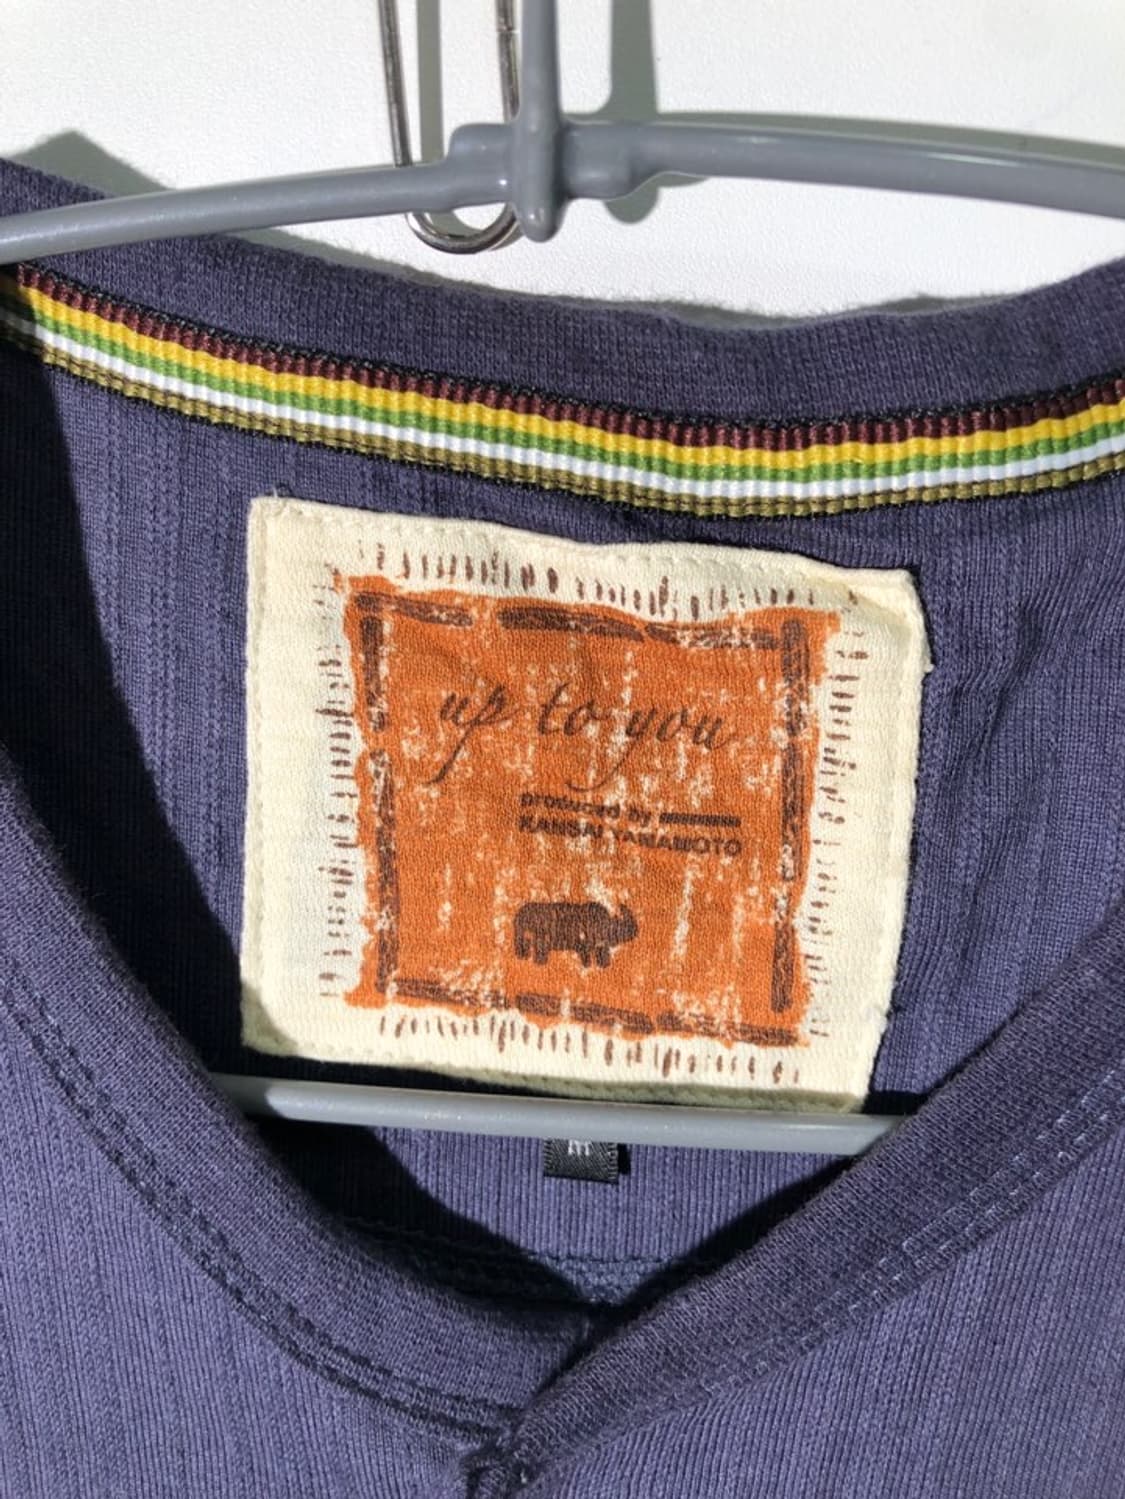 up to you
produced by
KANSAI YAMAMOTO
M